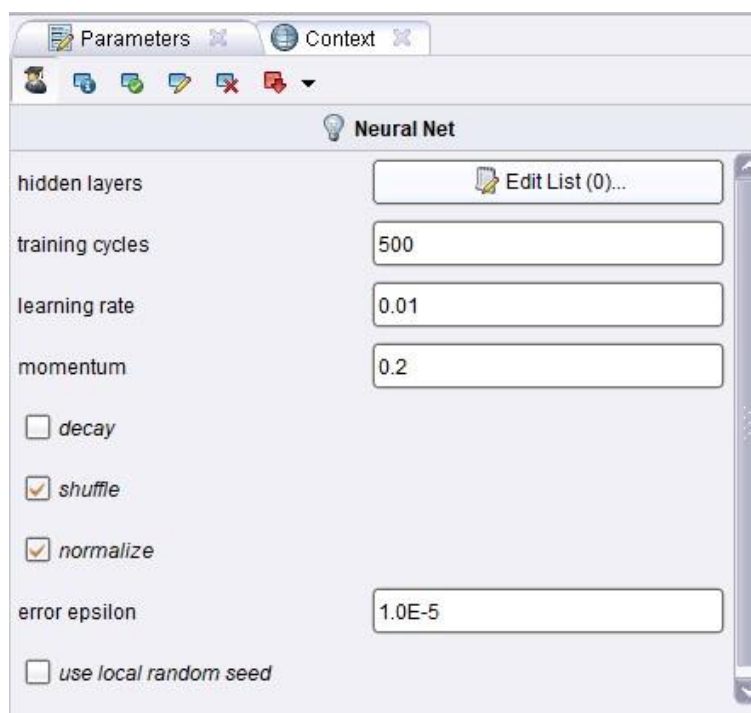 Parameters Context
Neural Net
hidden layers Edit List (0)...
training cycles 500
learning rate 0.01
momentum 0.2
decay
shuffle
normalize
error epsilon 1.0E-5
use local random seed